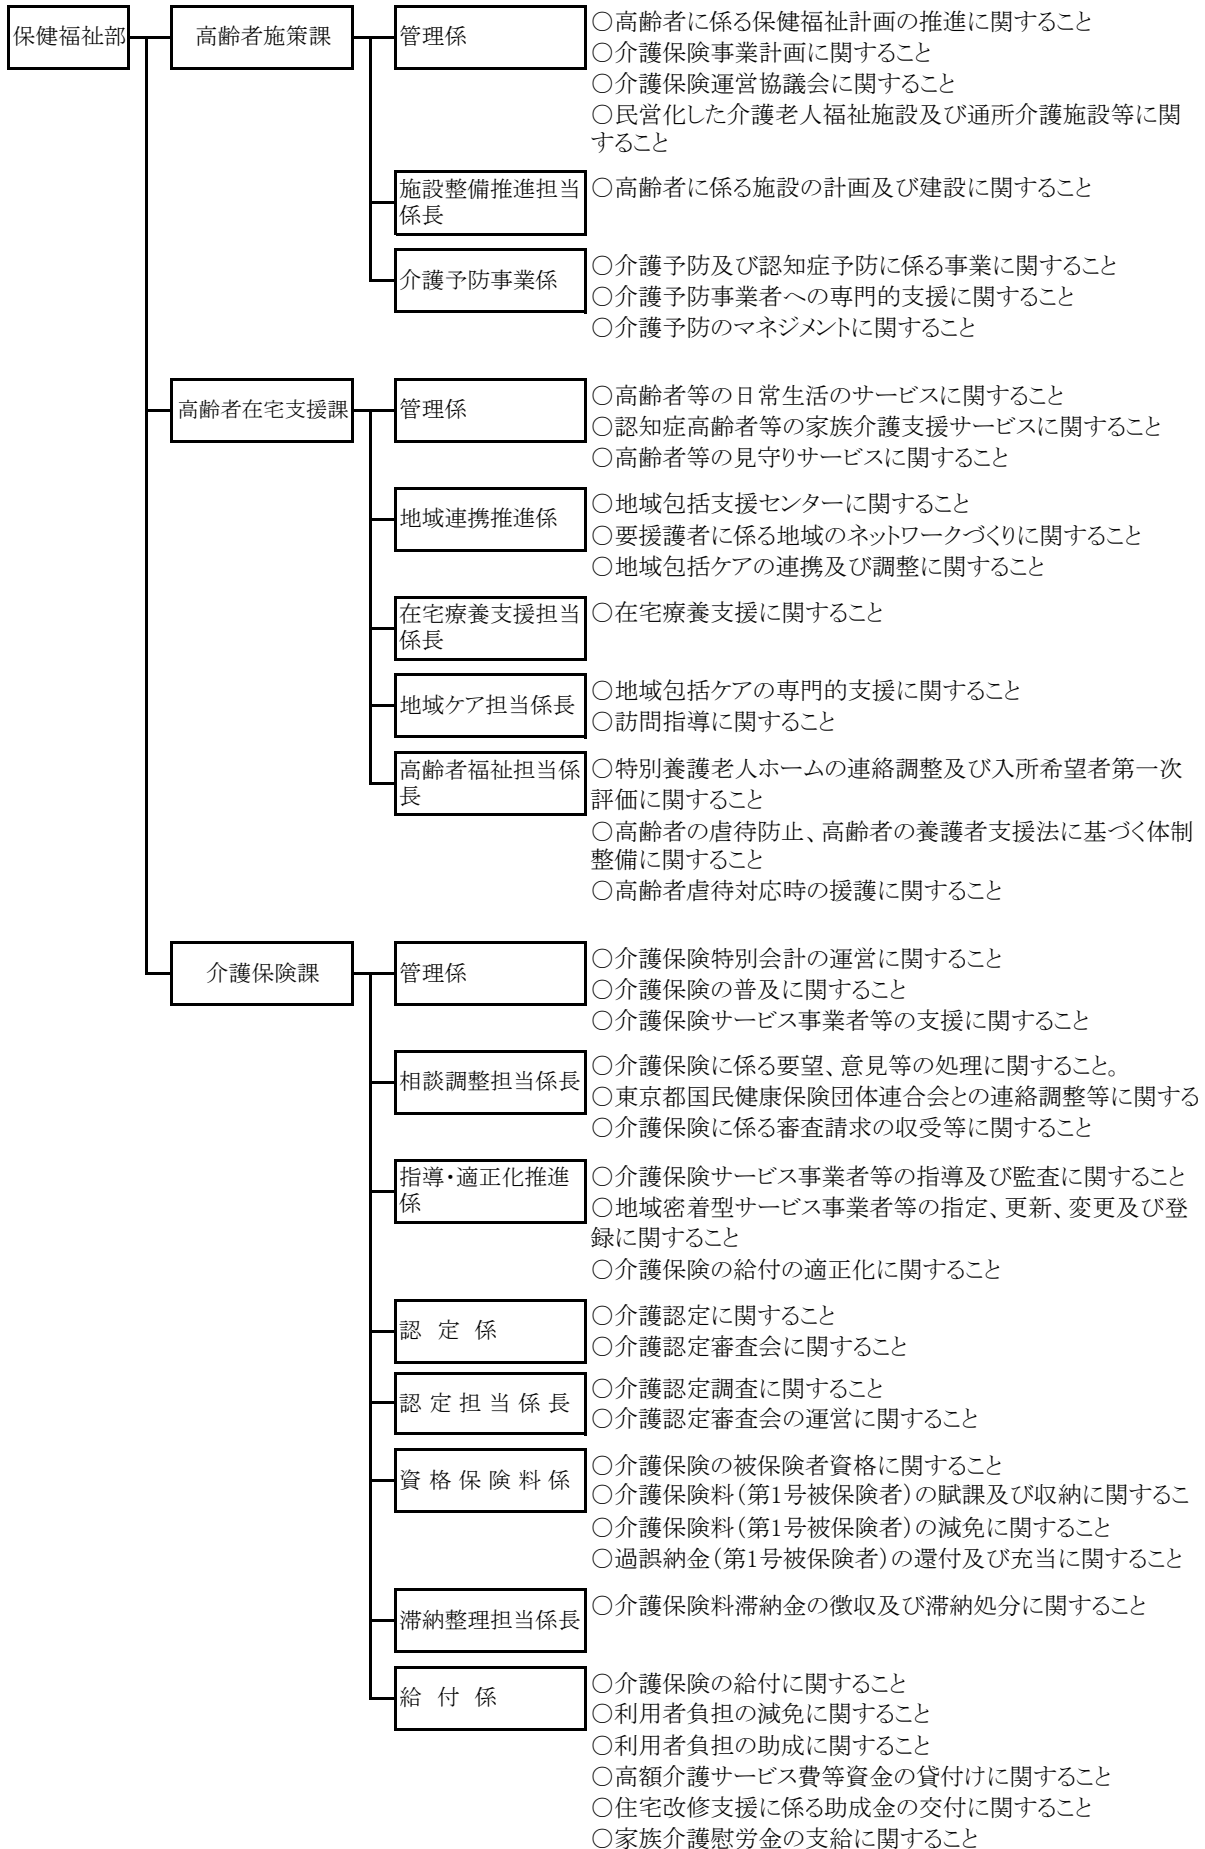 保健福祉部
高齢者施策課
管理係
○高齢者に係る保健福祉計画の推進に関すること
○介護保険事業計画に関すること
○介護保険運営協議会に関すること
○民営化した介護老人福祉施設及び通所介護施設等に関
すること
施設整備推進担当
係長
○高齢者に係る施設の計画及び建設に関すること
介護予防事業係
○介護予防及び認知症予防に係る事業に関すること
○介護予防事業者への専門的支援に関すること
○介護予防のマネジメントに関すること
高齢者在宅支援課
管理係
○高齢者等の日常生活のサービスに関すること
○認知症高齢者等の家族介護支援サービスに関すること
○高齢者等の見守りサービスに関すること
地域連携推進係
○地域包括支援センターに関すること
○要援護者に係る地域のネットワークづくりに関すること
○地域包括ケアの連携及び調整に関すること
在宅療養支援担当
係長
○在宅療養支援に関すること
地域ケア担当係長
○地域包括ケアの専門的支援に関すること
○訪問指導に関すること
高齢者福祉担当係
長
○特別養護老人ホームの連絡調整及び入所希望者第一次
評価に関すること
○高齢者の虐待防止、高齢者の養護者支援法に基づく体制
整備に関すること
○高齢者虐待対応時の援護に関すること
介護保険課
管理係
○介護保険特別会計の運営に関すること
○介護保険の普及に関すること
○介護保険サービス事業者等の支援に関すること
相談調整担当係長
○介護保険に係る要望、意見等の処理に関すること。
○東京都国民健康保険団体連合会との連絡調整等に関する
○介護保険に係る審査請求の収受等に関すること
指導・適正化推進
係
○介護保険サービス事業者等の指導及び監査に関すること
○地域密着型サービス事業者等の指定、更新、変更及び登
録に関すること
○介護保険の給付の適正化に関すること
認 定 係
○介護認定に関すること
○介護認定審査会に関すること
認 定 担 当 係 長
○介護認定調査に関すること
○介護認定審査会の運営に関すること
資 格 保 険 料 係
○介護保険の被保険者資格に関すること
○介護保険料(第1号被保険者)の賦課及び収納に関するこ
○介護保険料(第1号被保険者)の減免に関すること
○過誤納金(第1号被保険者)の還付及び充当に関すること
滞納整理担当係長
○介護保険料滞納金の徴収及び滞納処分に関すること
給 付 係
○介護保険の給付に関すること
○利用者負担の減免に関すること
○利用者負担の助成に関すること
○高額介護サービス費等資金の貸付けに関すること
○住宅改修支援に係る助成金の交付に関すること
○家族介護慰労金の支給に関すること